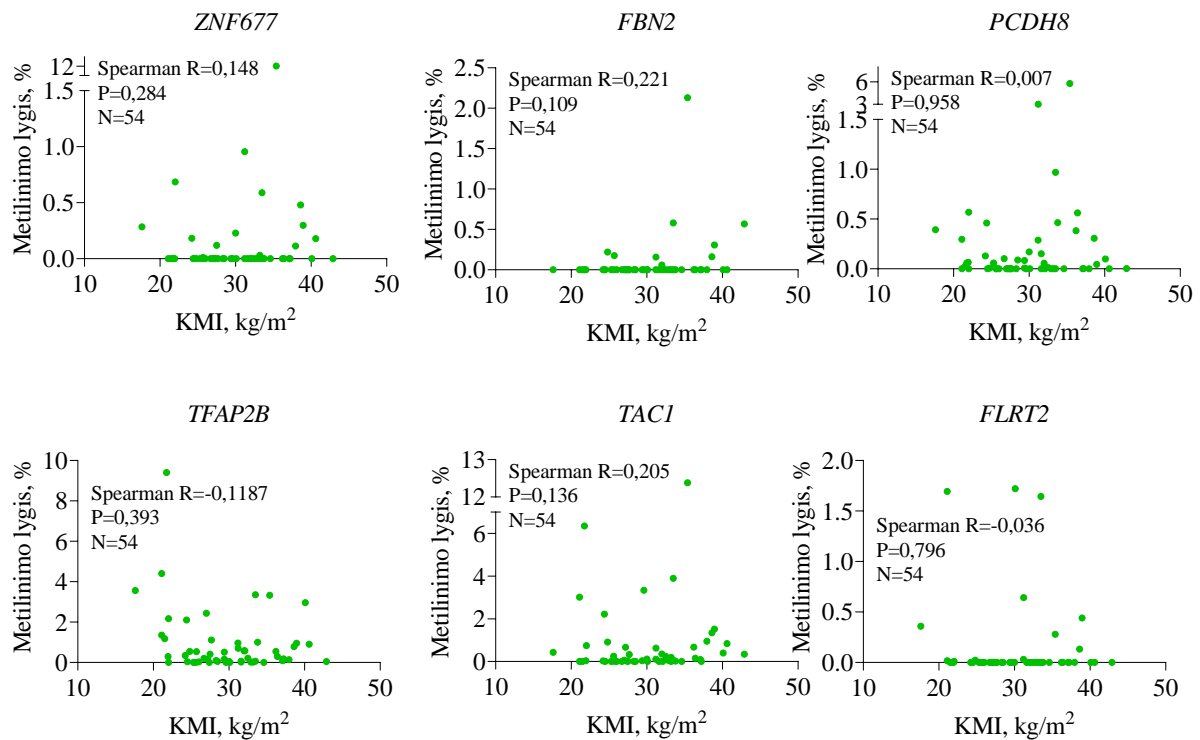 ZNF677
Metilinimo lygis, %
12
1.5
1.0
0.5
0.0
Spearman R=0,148
P=0,284
N=54
10 20 30 40 50
KMI, kg/m²
FBN2
Metilinimo lygis, %
2.5
2.0
1.5
1.0
0.5
0.0
Spearman R=0,221
P=0,109
N=54
10 20 30 40 50
KMI, kg/m²
PCDH8
Metilinimo lygis, %
6
3
1.5
1.0
0.5
0.0
Spearman R=0,007
P=0,958
N=54
10 20 30 40 50
KMI, kg/m²
TFAP2B
Metilinimo lygis, %
10
8
6
4
2
0
Spearman R=-0,1187
P=0,393
N=54
10 20 30 40 50
KMI, kg/m²
TAC1
Metilinimo lygis, %
13
12
6
4
2
0
Spearman R=0,205
P=0,136
N=54
10 20 30 40 50
KMI, kg/m²
FLRT2
Metilinimo lygis, %
2.0
1.5
1.0
0.5
0.0
Spearman R=-0,036
P=0,796
N=54
10 20 30 40 50
KMI, kg/m²